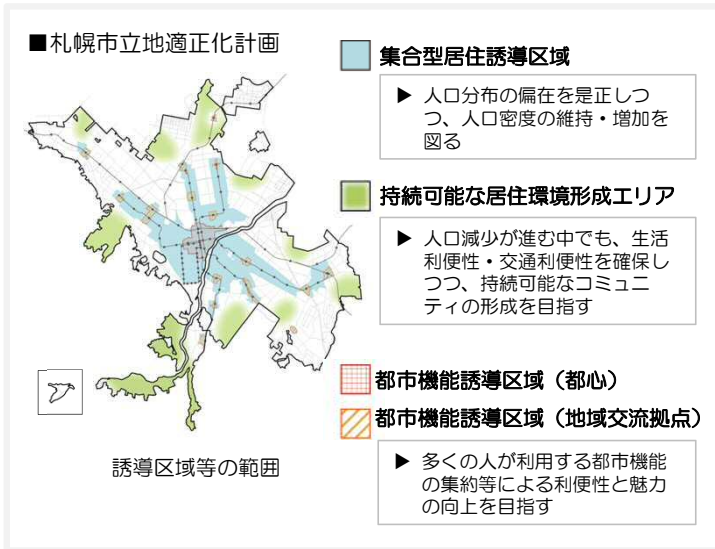 ■札幌市立地適正化計画
集合型居住誘導区域
▶ 人口分布の偏在を是正しつ
つ、人口密度の維持・増加を
図る
持続可能な居住環境形成エリア
▶ 人口減少が進む中でも、生活
利便性・交通利便性を確保し
つつ、持続可能なコミュニ
ティの形成を目指す
都市機能誘導区域（都心）
都市機能誘導区域（地域交流拠点）
▶ 多くの人が利用する都市機能
の集約等による利便性と魅力
の向上を目指す
誘導区域等の範囲